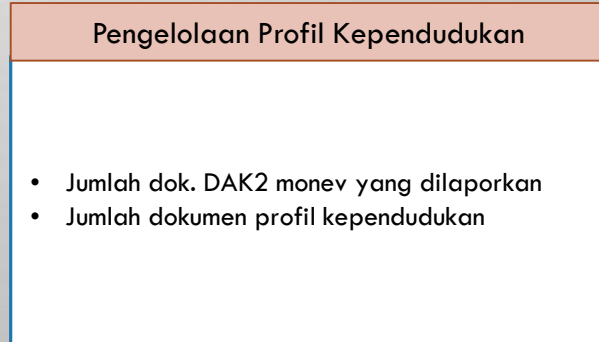 Pengelolaan Profil Kependudukan
• Jumlah dok. DAK2 monev yang dilaporkan
• Jumlah dokumen profil kependudukan